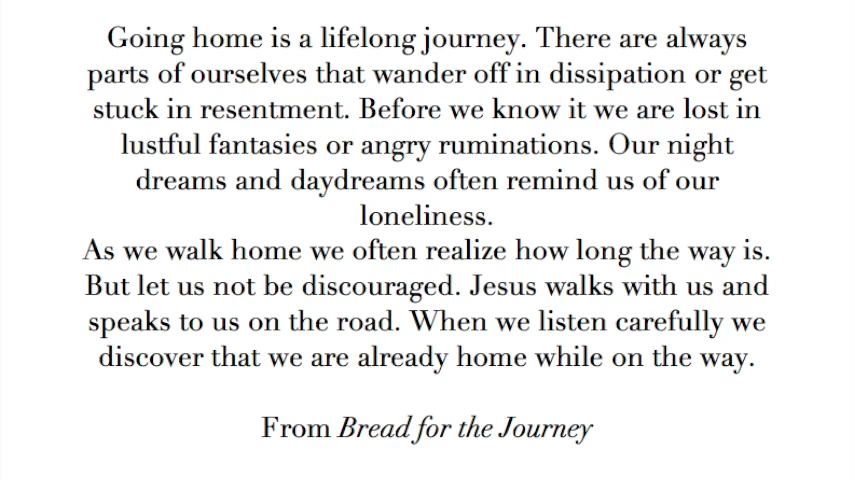 Going home is a lifelong journey. There are always
parts of ourselves that wander off in dissipation or get
stuck in resentment. Before we know it we are lost in
lustful fantasies or angry ruminations. Our night
dreams and daydreams often remind us of our
loneliness.
As we walk home we often realize how long the way is.
But let us not be discouraged. Jesus walks with us and
speaks to us on the road. When we listen carefully we
discover that we are already home while on the way.
From Bread for the Journey